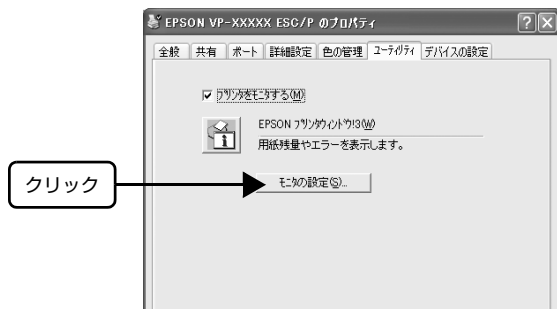 EPSON VP-XXXXX ESC/P のプロパティ
全般 共有 ポート 詳細設定 色の管理 ユーティリティ デバイスの設定
プリンタをモニタする(M)
EPSON プリンタウィンドウ!3(W)
用紙残量やエラーを表示します。
クリック
モニタの設定(S)...